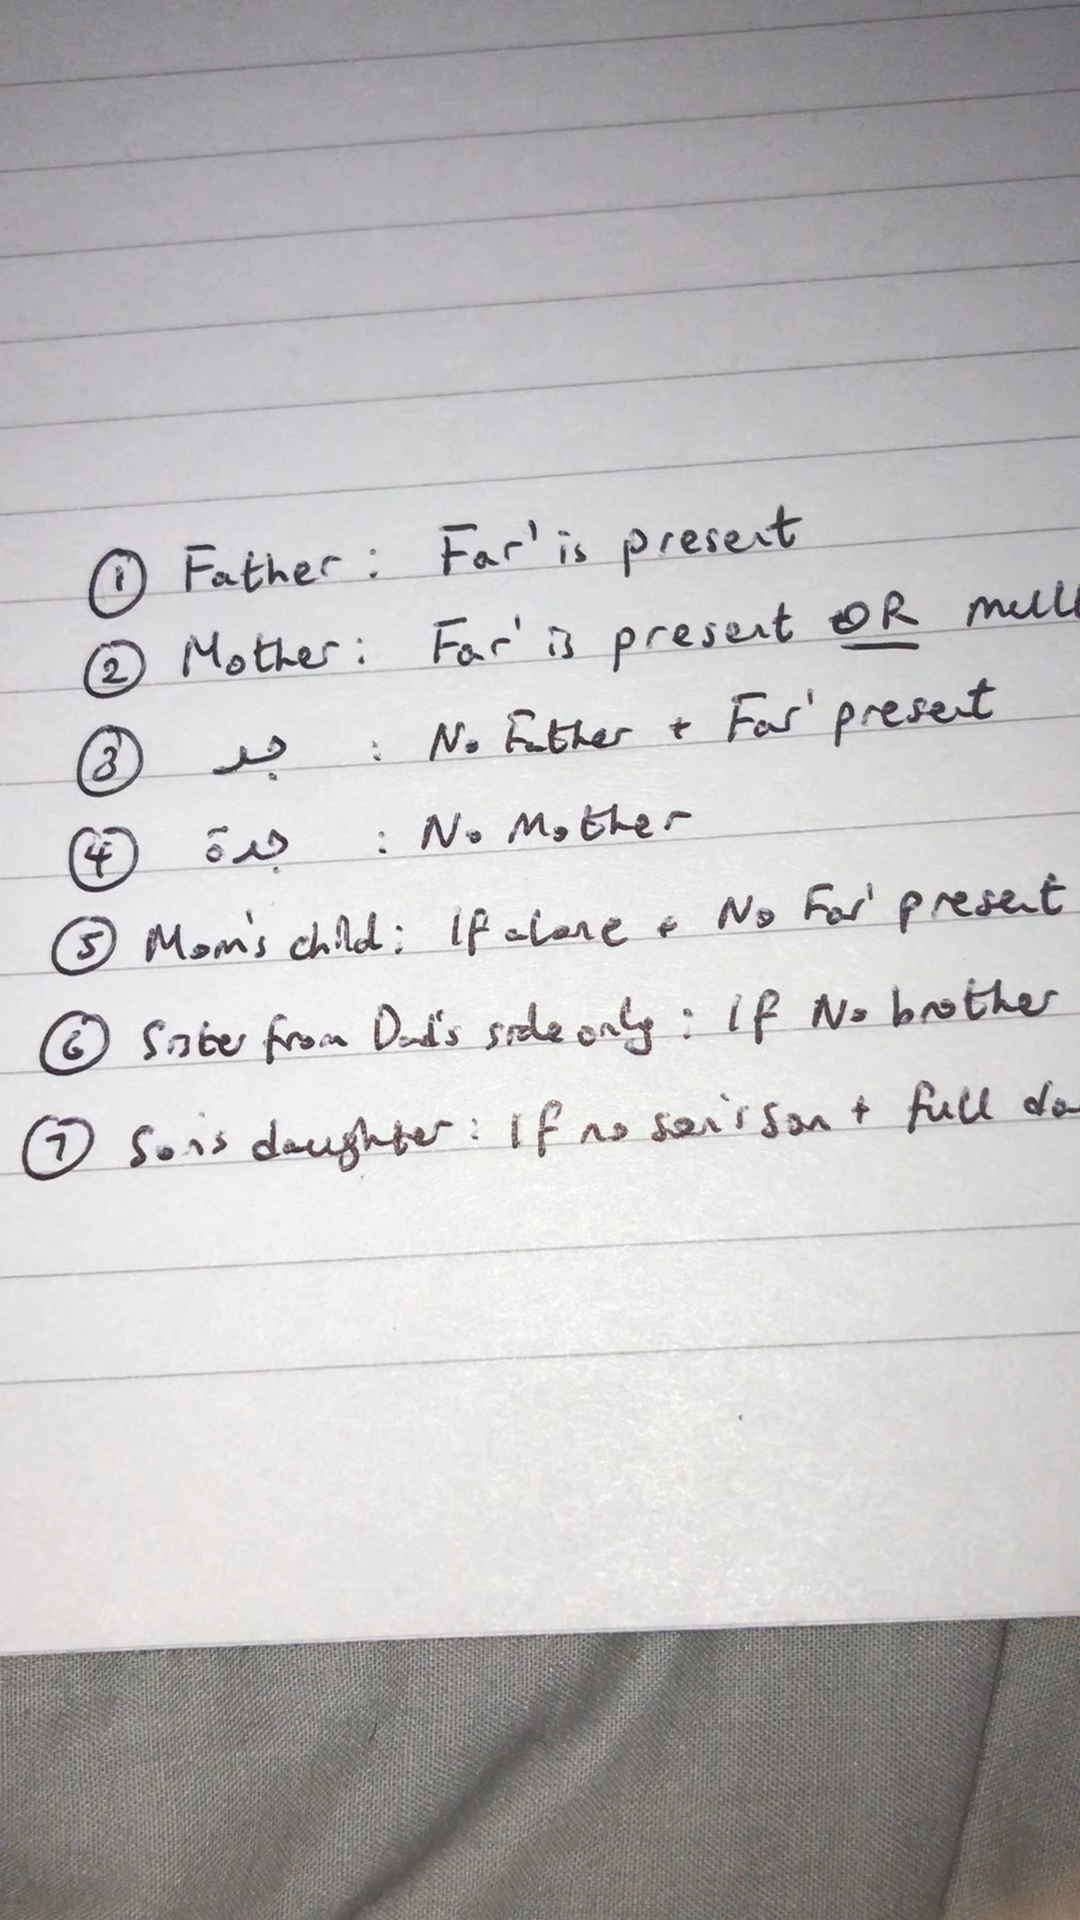 ① Father: Far' is present
② Mother: Far' is present OR
③ جد : No Father + Far' present
④ جدة : No Mother
⑤ Mom's child: If alone + No Far' present
⑥ Sister from Dad's side only: If No brother
⑦ Son's daughter: If no son's son + full